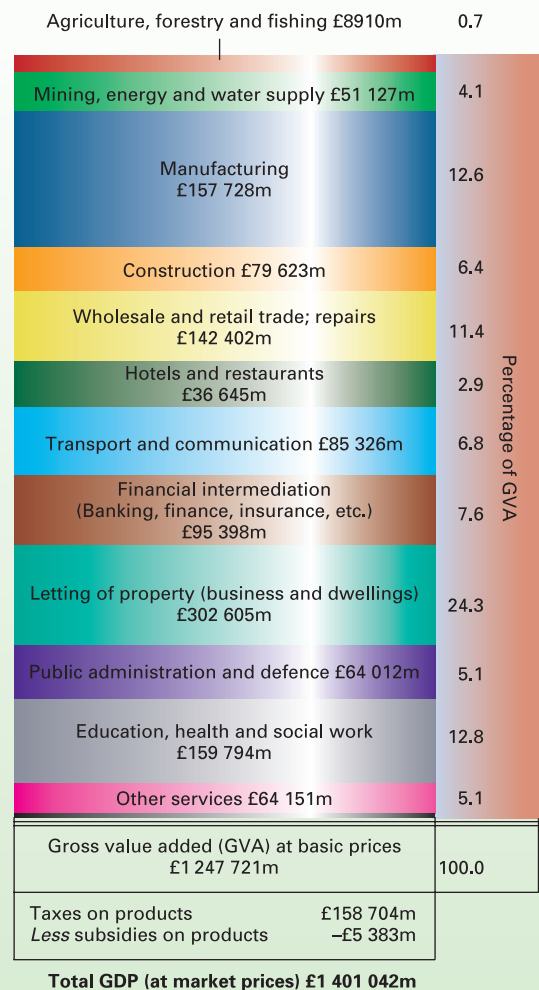 Agriculture, forestry and fishing £8910m 0.7
Mining, energy and water supply £51 127m 4.1
Manufacturing
£157 728m
12.6
Construction £79 623m 6.4
Wholesale and retail trade; repairs
£142 402m
11.4
Hotels and restaurants
£36 645m
2.9
Transport and communication £85 326m 6.8
Financial intermediation
(Banking, finance, insurance, etc.)
£95 398m
7.6
Letting of property (business and dwellings)
£302 605m
24.3
Public administration and defence £64 012m 5.1
Education, health and social work
£159 794m
12.8
Other services £64 151m 5.1
Percentage of GVA
Gross value added (GVA) at basic prices
£1 247 721m
100.0
Taxes on products £158 704m
Less subsidies on products –£5 383m
Total GDP (at market prices) £1 401 042m